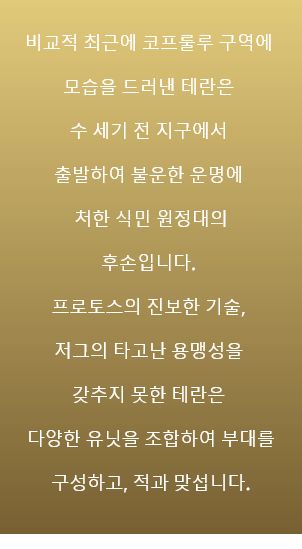 비교적 최근에 코프룰루 구역에
모습을 드러낸 테란은
수 세기 전 지구에서
출발하여 불운한 운명에
처한 식민 원정대의
후손입니다.
프로토스의 진보한 기술,
저그의 타고난 용맹성을
갖추지 못한 테란은
다양한 유닛을 조합하여 부대를
구성하고, 적과 맞섭니다.